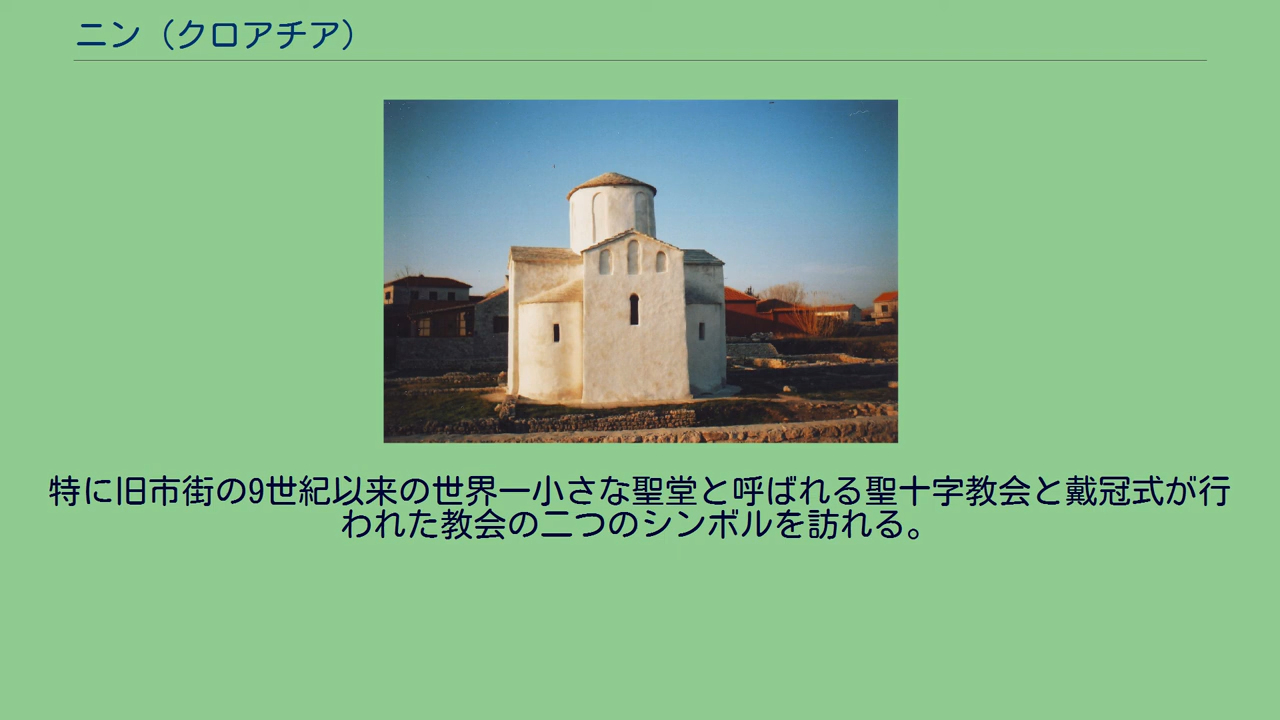 ニン（クロアチア）
特に旧市街の9世紀以来の世界一小さな聖堂と呼ばれる聖十字教会と戴冠式が行
われた教会の二つのシンボルを訪れる。